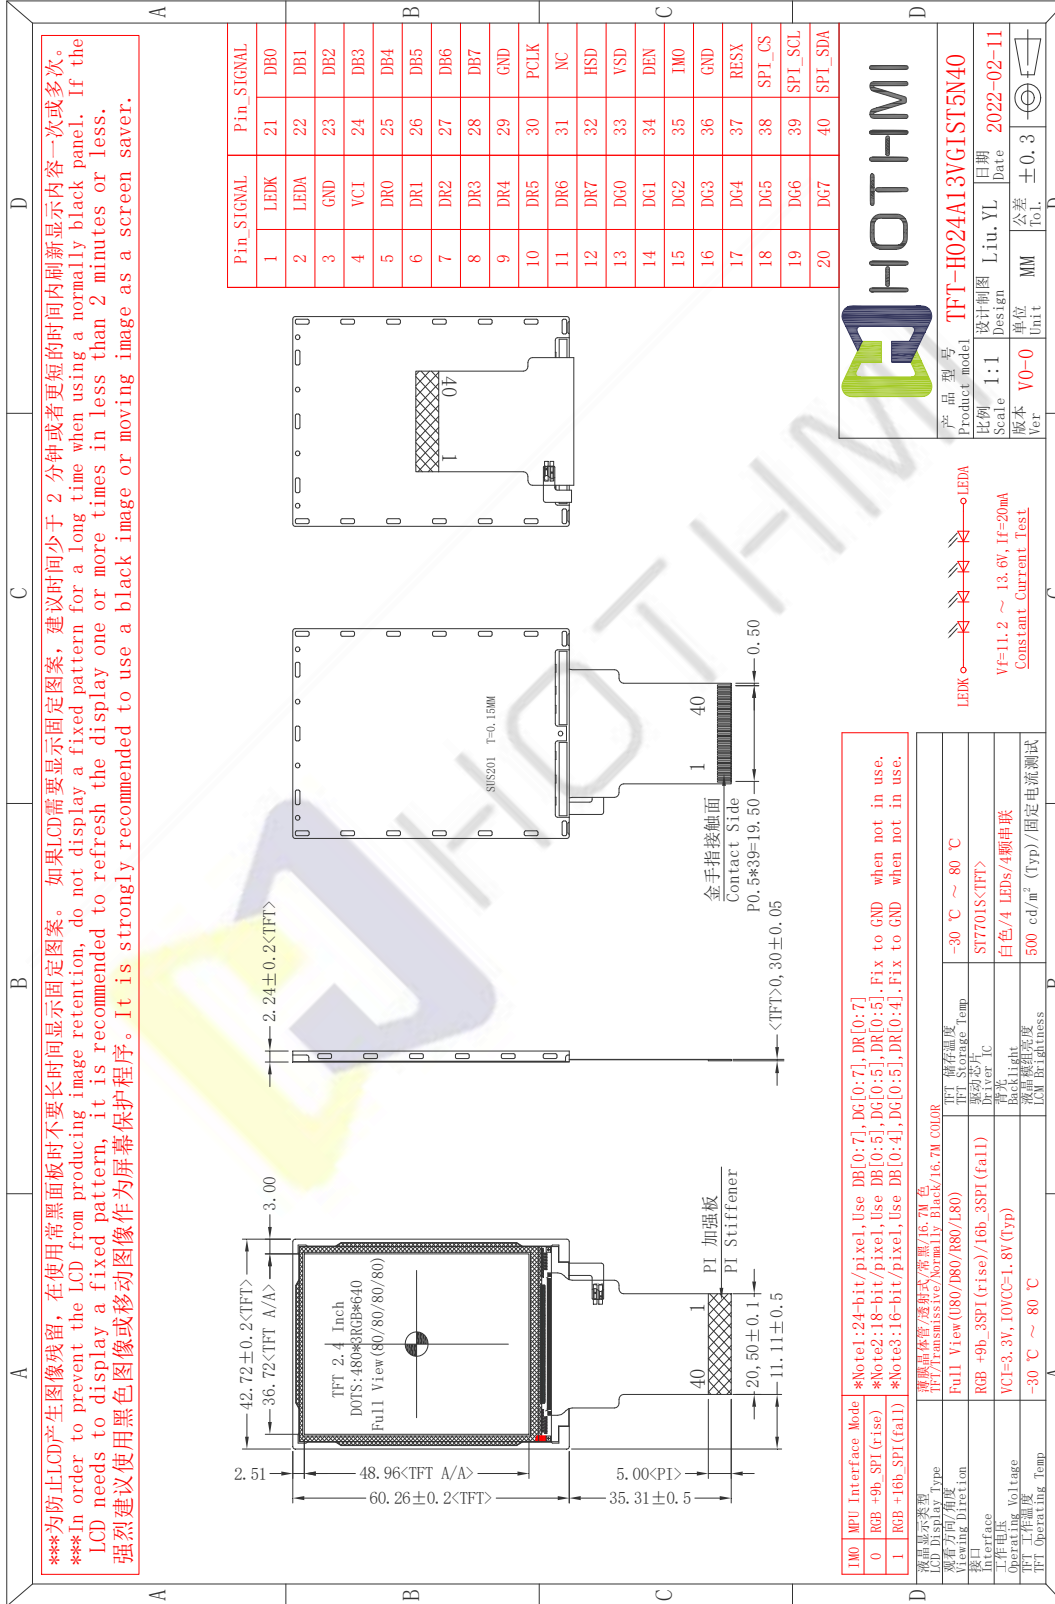 ***为防止LCD产生图像残留，在使用常黑面板时不要长时间显示固定图案。 如果LCD需要显示固定图案，建议时间少于 2 分钟或者更短的时间内刷新显示内容一次或多次。
***In order to prevent the LCD from producing image retention, do not display a fixed pattern for a long time when using a normally black panel. If the
LCD needs to display a fixed pattern, it is recommended to refresh the display one or more times in less than 2 minutes or less.
强烈建议使用黑色图像或移动图像作为屏幕保护程序。It is strongly recommended to use a black image or moving image as a screen saver.
A B C D
A B C D
A B C D
A B C D
42.72±0.2<TFT>
36.72<TFT A/A>
3.00
2.51
48.96<TFT A/A>
60.26±0.2<TFT>
TFT 2.4 Inch
DOTS:480*3RGB*640
Full View(80/80/80/80)
5.00<PI>
35.31±0.5
40 1
PI 加强板
PI Stiffener
20,50±0.1
11.11±0.5
2.24±0.2<TFT>
<TFT>0,30±0.05
SUS201 T=0.15MM
1 40
金手指接触面
Contact Side
P0.5*39=19.50
0.50
1 40
Pin_SIGNAL Pin_SIGNAL
1 LEDK 21 DB0
2 LEDA 22 DB1
3 GND 23 DB2
4 VCI 24 DB3
5 DR0 25 DB4
6 DR1 26 DB5
7 DR2 27 DB6
8 DR3 28 DB7
9 DR4 29 GND
10 DR5 30 PCLK
11 DR6 31 NC
12 DR7 32 HSD
13 DG0 33 VSD
14 DG1 34 DEN
15 DG2 35 IMO
16 DG3 36 GND
17 DG4 37 RESX
18 DG5 38 SPI_CS
19 DG6 39 SPI_SCL
20 DG7 40 SPI_SDA
IMO MPU Interface Mode *Note1:24-bit/pixel,Use DB[0:7],DG[0:7],DR[0:7]
0 RGB +9b_SPI(rise) *Note2:18-bit/pixel,Use DB[0:5],DG[0:5],DR[0:5].Fix to GND when not in use.
1 RGB +16b_SPI(fall) *Note3:16-bit/pixel,Use DB[0:4],DG[0:5],DR[0:4].Fix to GND when not in use.
液晶显示类型
LCD Display Type
薄膜晶体管/透射式/常黑/16.7M 色
TFT/Transmissive/Normally Black/16.7M COLOR
观看方向/角度
Viewing Diretion
Full View(U80/D80/R80/L80)
TFT 储存温度
TFT Storage Temp
-30 ℃ ～ 80 ℃
接口
Interface
RGB +9b_3SPI(rise)/16b_3SPI(fall)
驱动芯片
Driver IC
ST7701S<TFT>
工作电压
Operating Voltage
VCI=3.3V,IOVCC=1.8V(Typ)
背光
Backlight
白色/4 LEDs/4颗串联
TFT 工作温度
TFT Operating Temp
-30 ℃ ～ 80 ℃
液晶模组亮度
LCM Brightness
500 cd/m² (Typ)/固定电流测试
LEDK LEDA
Vf=11.2 ～ 13.6V,If=20mA
Constant Current Test
HOTHMI
产 品 型 号
Product model
TFT-H024A13VGIST5N40
比例
Scale
1:1
设计制图
Design
Liu.YL
日期
Date
2022-02-11
版本
Ver
VO-0
单位
Unit
MM
公差
Tol.
±0.3
HOTHMI